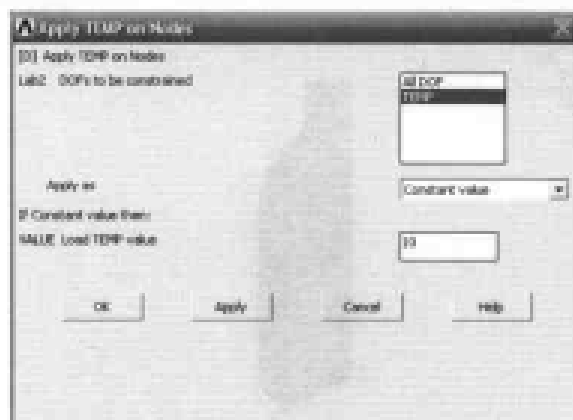 Apply TEMP on Nodes
[D] Apply TEMP on Nodes
Lab2 DOFs to be constrained
All DOF
TEMP
Apply as
Constant value
If Constant value then:
VALUE Load TEMP value
OK
Apply
Cancel
Help